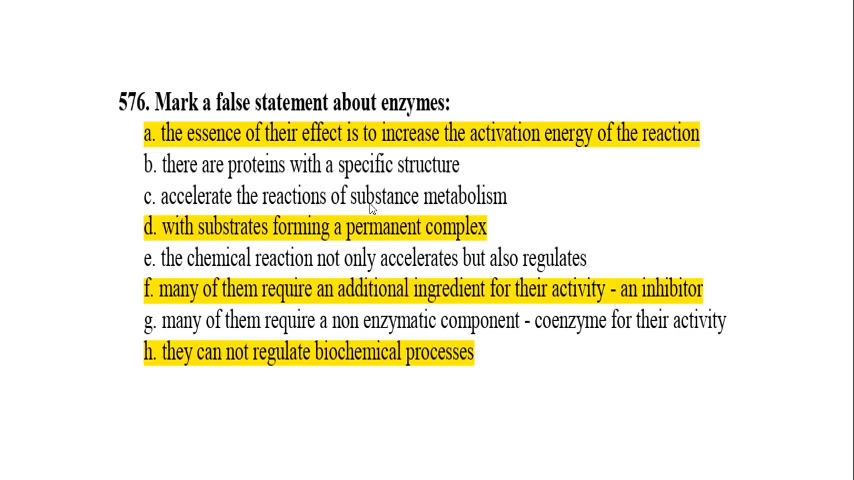 576. Mark a false statement about enzymes:
a. the essence of their effect is to increase the activation energy of the reaction
b. there are proteins with a specific structure
c. accelerate the reactions of substance metabolism
d. with substrates forming a permanent complex
e. the chemical reaction not only accelerates but also regulates
f. many of them require an additional ingredient for their activity - an inhibitor
g. many of them require a non enzymatic component - coenzyme for their activity
h. they can not regulate biochemical processes